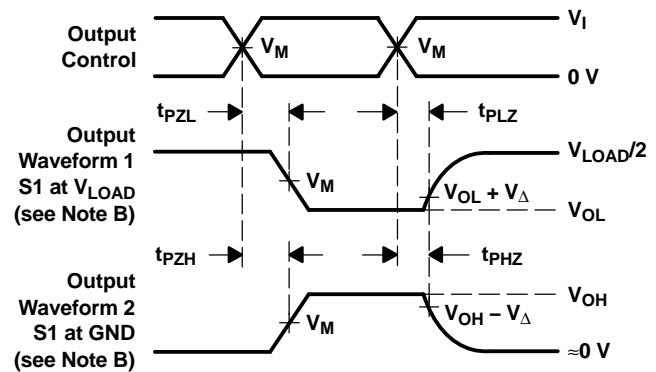 Output
Control
V_M
V_M
V_I
0 V
t_PZL
t_PLZ
Output
Waveform 1
S1 at V_LOAD
(see Note B)
V_M
V_LOAD/2
V_OL + V_Δ
V_OL
t_PZH
t_PHZ
Output
Waveform 2
S1 at GND
(see Note B)
V_M
V_OH
V_OH − V_Δ
≈0 V